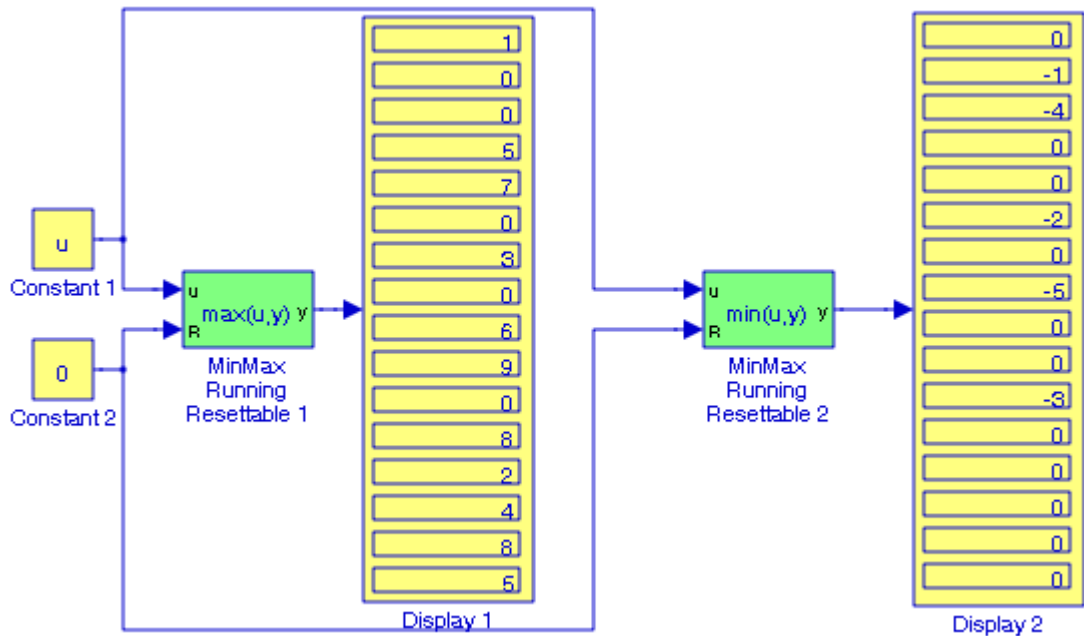 u
Constant 1
0
Constant 2
u
max(u,y)
y
R
MinMax
Running
Resettable 1
1
0
0
5
7
0
3
0
6
9
0
8
2
4
8
5
Display 1
u
min(u,y)
y
R
MinMax
Running
Resettable 2
0
-1
-4
0
0
-2
0
-5
0
0
-3
0
0
0
0
0
Display 2